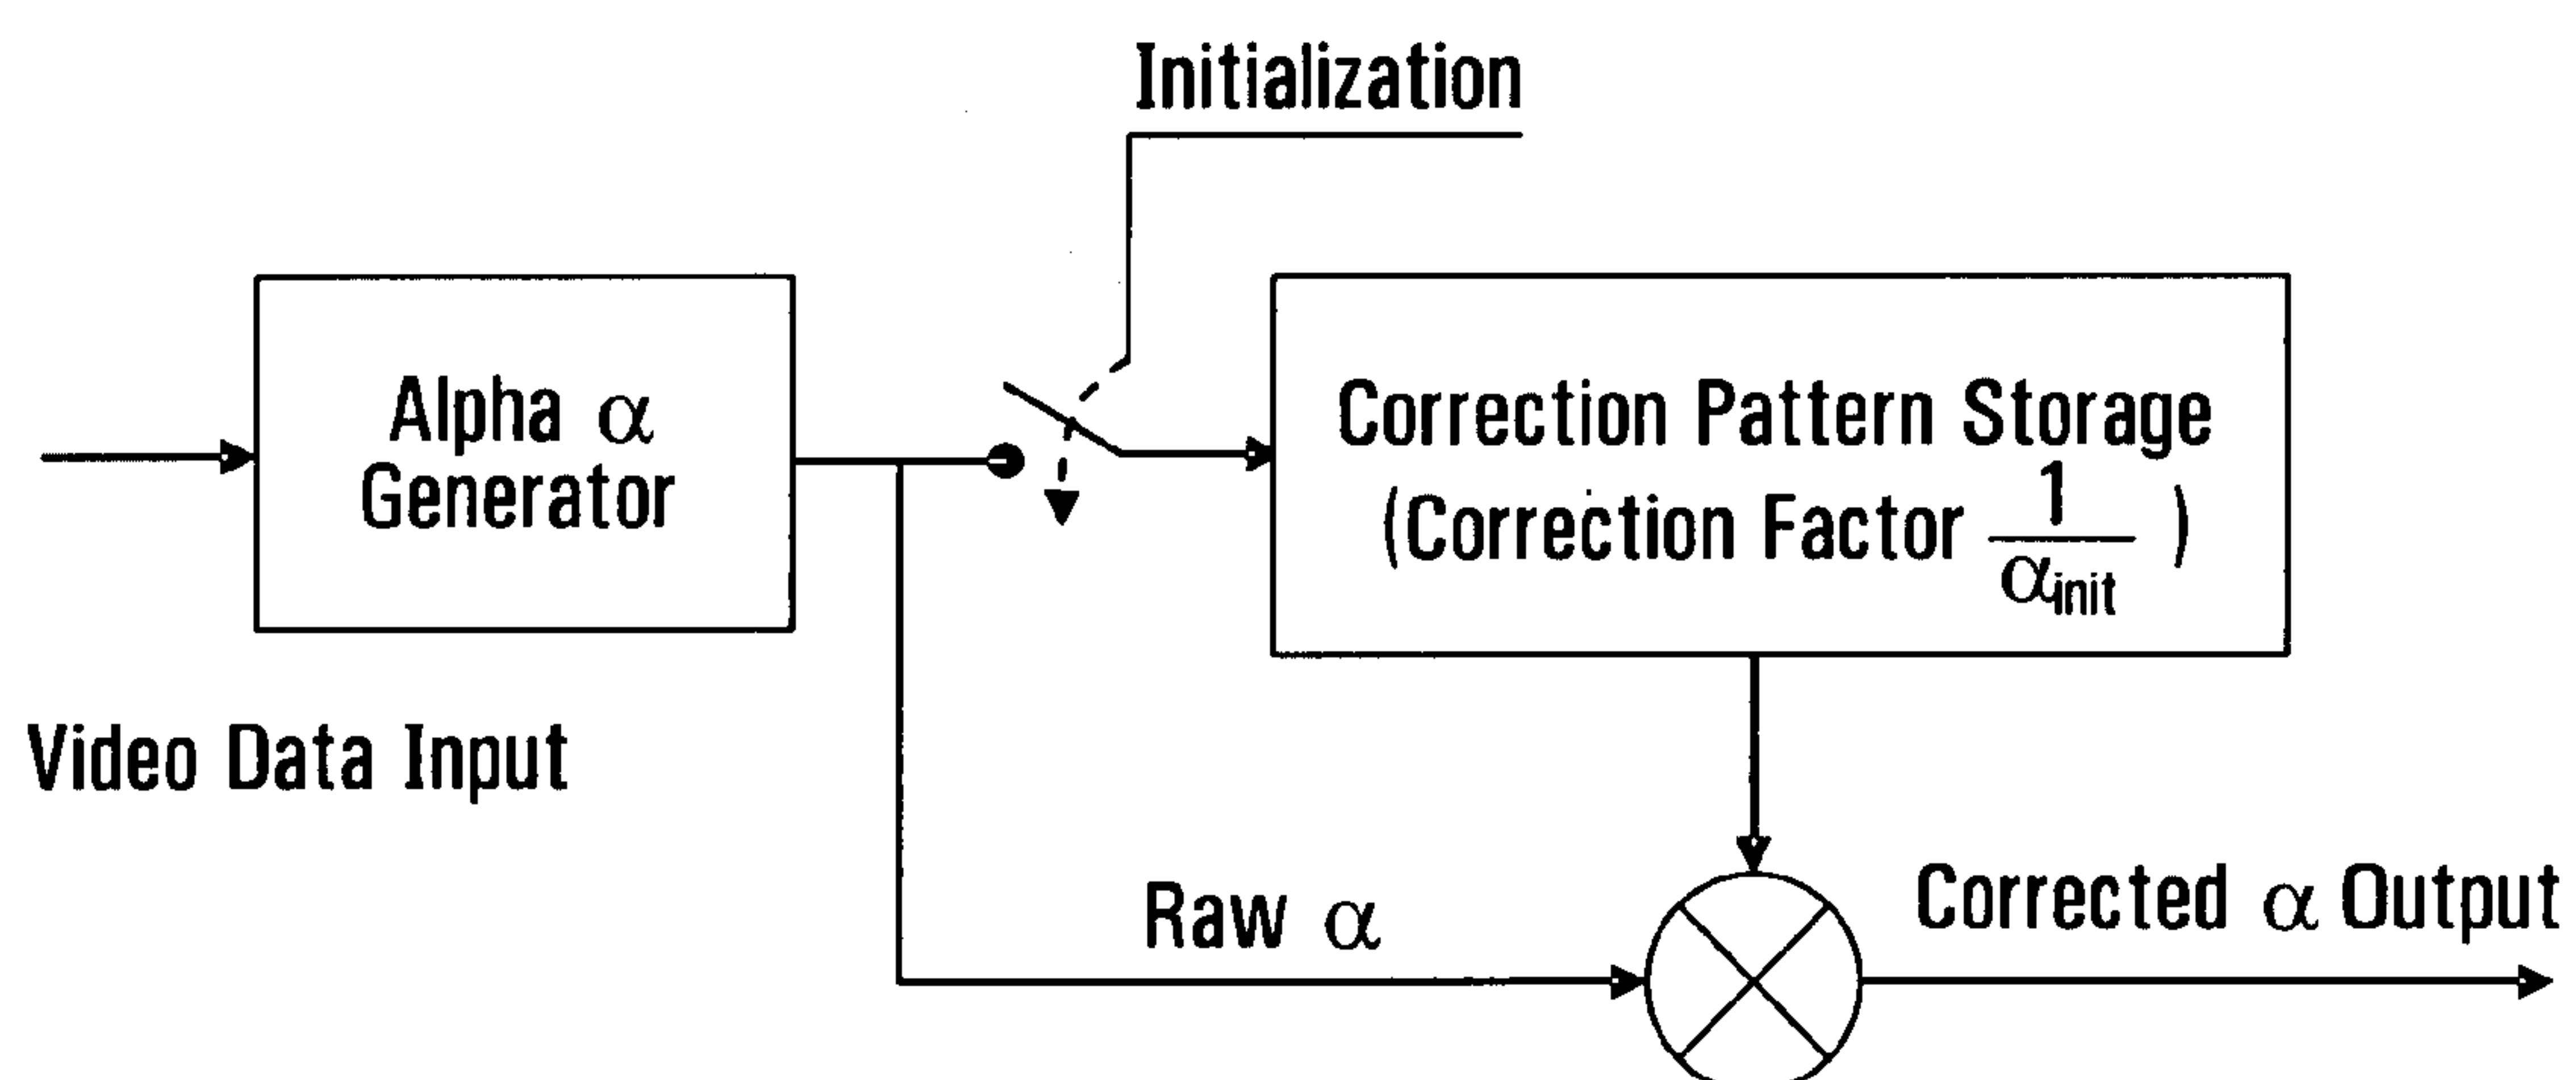 Initialization
Alpha α
Generator
Correction Pattern Storage
(Correction Factor 1/αinit )
Video Data Input
Raw α
Corrected α Output